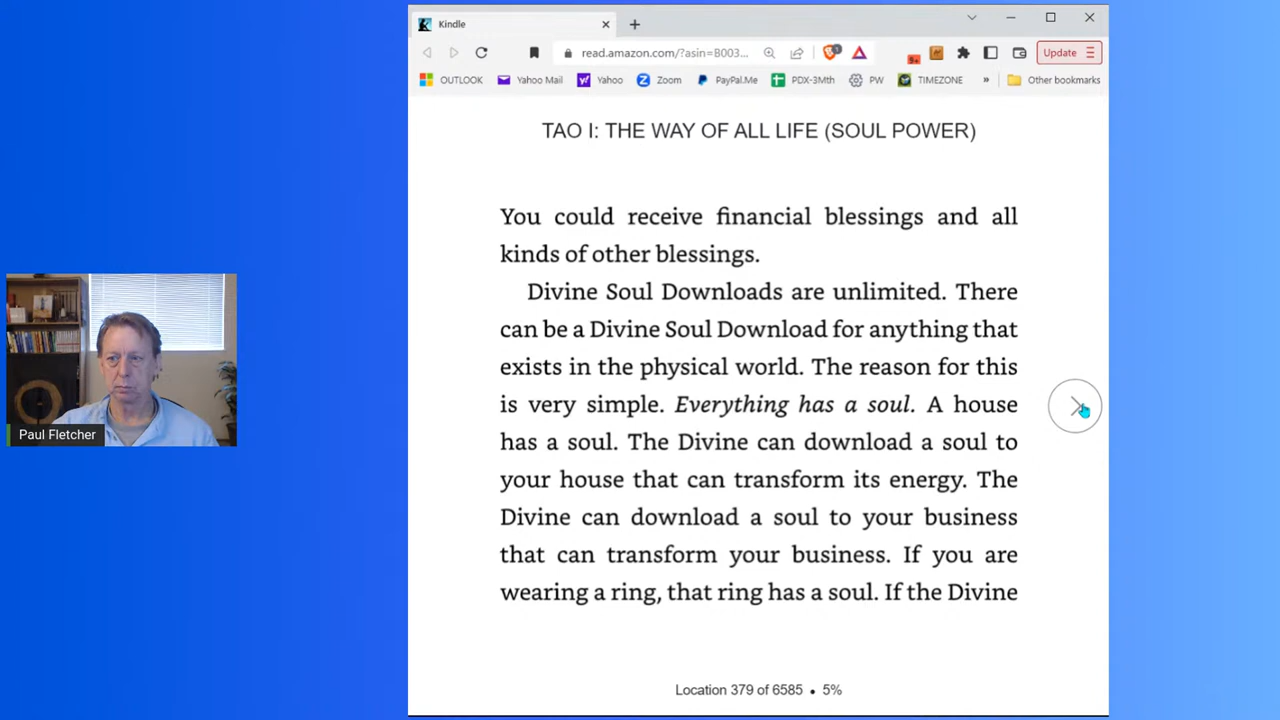 Kindle
read.amazon.com/?asin=B003...
9+
Update
OUTLOOK
Yahoo Mail
Yahoo
Zoom
PayPal.Me
PDX-3Mth
PW
TIMEZONE
»
Other bookmarks
TAO I: THE WAY OF ALL LIFE (SOUL POWER)
You could receive financial blessings and all
kinds of other blessings.
Divine Soul Downloads are unlimited. There
can be a Divine Soul Download for anything that
exists in the physical world. The reason for this
is very simple. Everything has a soul. A house
has a soul. The Divine can download a soul to
your house that can transform its energy. The
Divine can download a soul to your business
that can transform your business. If you are
wearing a ring, that ring has a soul. If the Divine
Location 379 of 6585 • 5%
Paul Fletcher